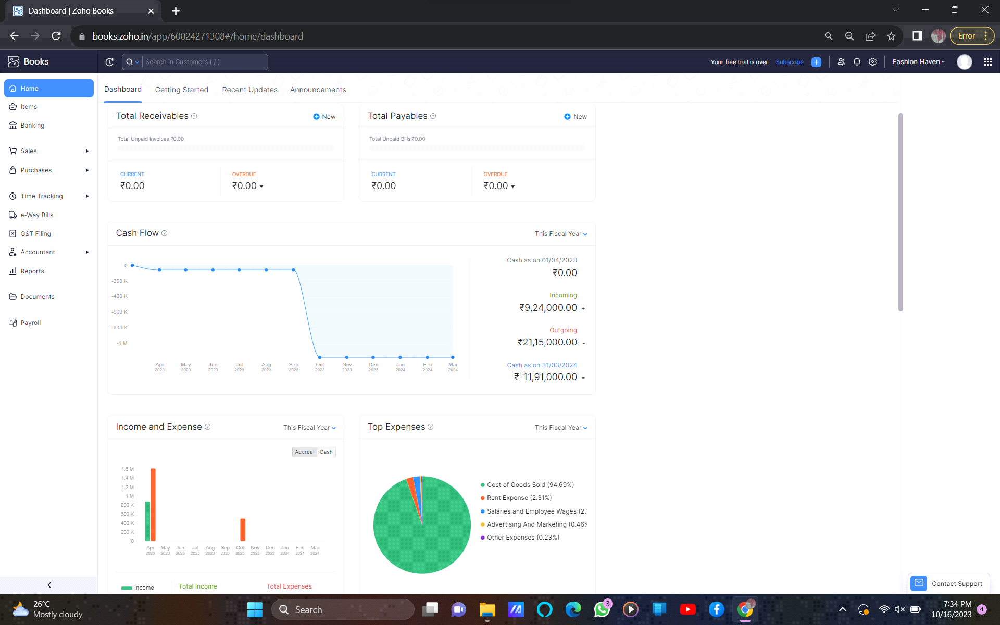 Dashboard | Zoho Books
books.zoho.in/app/60024271308#/home/dashboard
Error
Books
Search in Customers ( / )
Your free trial is over
Subscribe
Fashion Haven
Home
Items
Banking
Sales
Purchases
Time Tracking
e-Way Bills
GST Filing
Accountant
Reports
Documents
Payroll
Dashboard
Getting Started
Recent Updates
Announcements
Total Receivables
New
Total Unpaid Invoices ₹0.00
CURRENT
₹0.00
OVERDUE
₹0.00
Total Payables
New
Total Unpaid Bills ₹0.00
CURRENT
₹0.00
OVERDUE
₹0.00
Cash Flow
This Fiscal Year
0
-200 K
-400 K
-600 K
-800 K
-1 M
Apr 2023
May 2023
Jun 2023
Jul 2023
Aug 2023
Sep 2023
Oct 2023
Nov 2023
Dec 2023
Jan 2024
Feb 2024
Mar 2024
Cash as on 01/04/2023
₹0.00
Incoming
₹9,24,000.00 +
Outgoing
₹21,15,000.00 -
Cash as on 31/03/2024
₹-11,91,000.00 =
Income and Expense
This Fiscal Year
Accrual
Cash
1.6 M
1.4 M
1.2 M
1 M
800 K
600 K
400 K
200 K
0
Apr 2023
May 2023
Jun 2023
Jul 2023
Aug 2023
Sep 2023
Oct 2023
Nov 2023
Dec 2023
Jan 2024
Feb 2024
Mar 2024
Income
Total Income
Total Expenses
Top Expenses
This Fiscal Year
Cost of Goods Sold (94.69%)
Rent Expense (2.31%)
Salaries and Employee Wages (2.
Advertising And Marketing (0.46%
Other Expenses (0.23%)
Contact Support
26°C
Mostly cloudy
Search
3
7:34 PM
10/16/2023
4